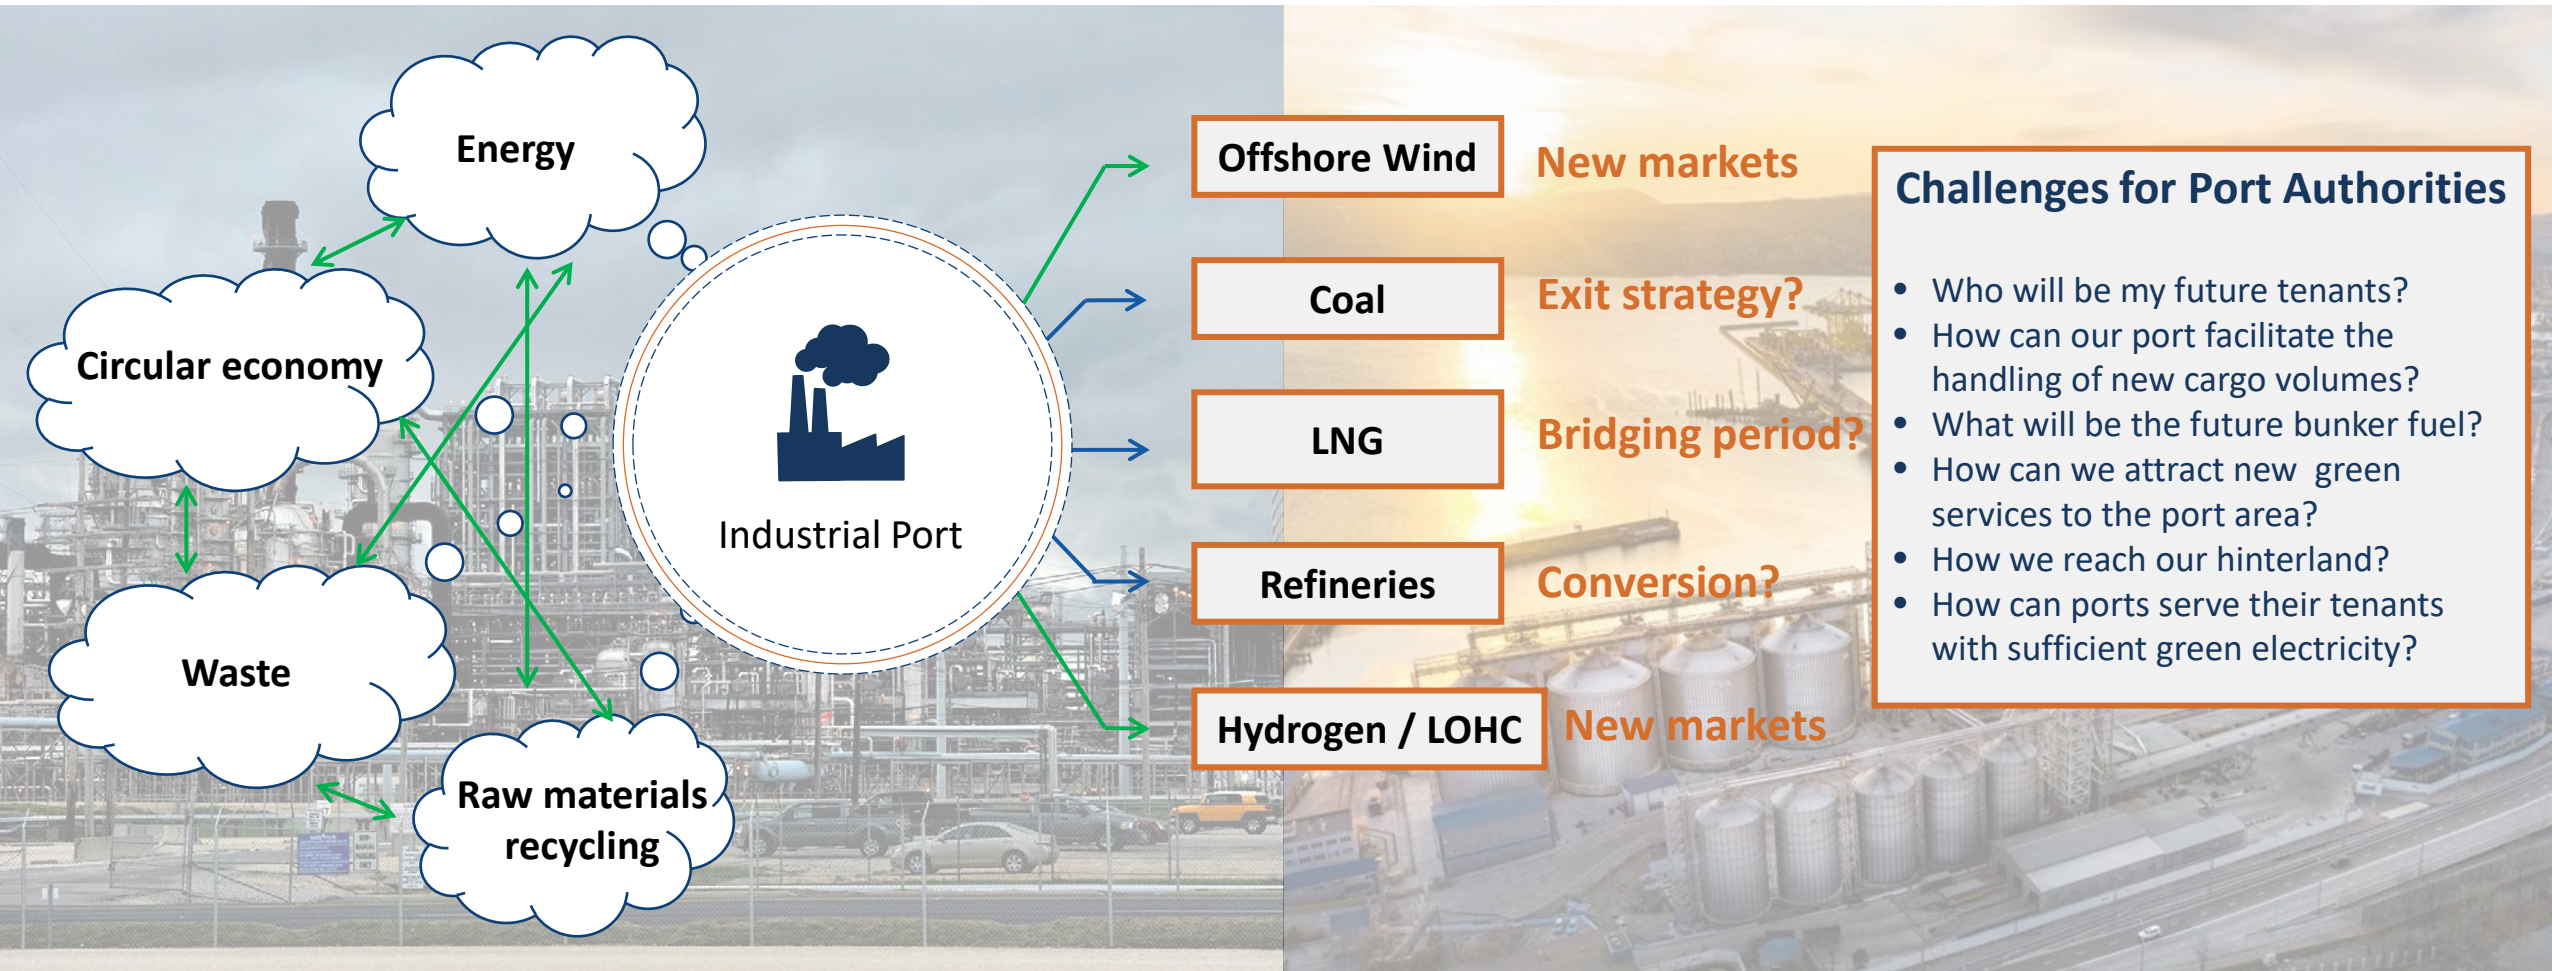 Energy
Circular economy
Waste
Raw materials
recycling
Industrial Port
Offshore Wind
New markets
Coal
Exit strategy?
LNG
Bridging period?
Refineries
Conversion?
Hydrogen / LOHC
New markets
Challenges for Port Authorities
• Who will be my future tenants?
• How can our port facilitate the
handling of new cargo volumes?
• What will be the future bunker fuel?
• How can we attract new  green
services to the port area?
• How we reach our hinterland?
• How can ports serve their tenants
with sufficient green electricity?